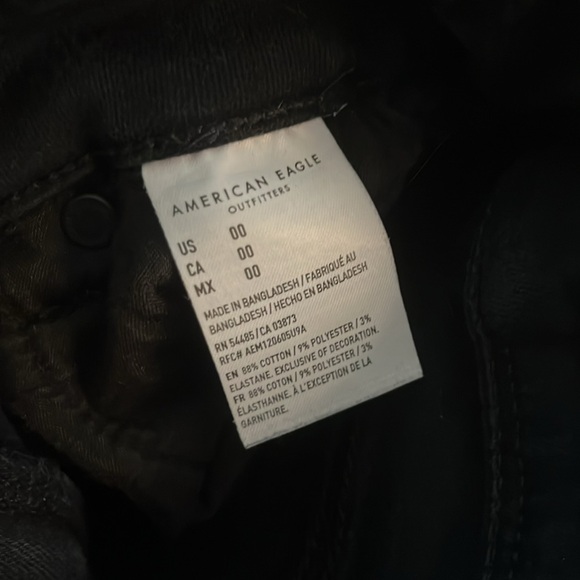 AMERICAN EAGLE
OUTFITTERS
US 00
CA 00
MX 00
MADE IN BANGLADESH / FABRIQUÉ AU
BANGLADESH / HECHO EN BANGLADESH
RN 54485 / CA 03873
RFC# AEM120605U9A
EN 88% COTTON / 9% POLYESTER / 3%
ELASTANE. EXCLUSIVE OF DECORATION.
FR 88% COTON / 9% POLYESTER / 3%
ÉLASTHANNE. À L'EXCEPTION DE LA
GARNITURE.